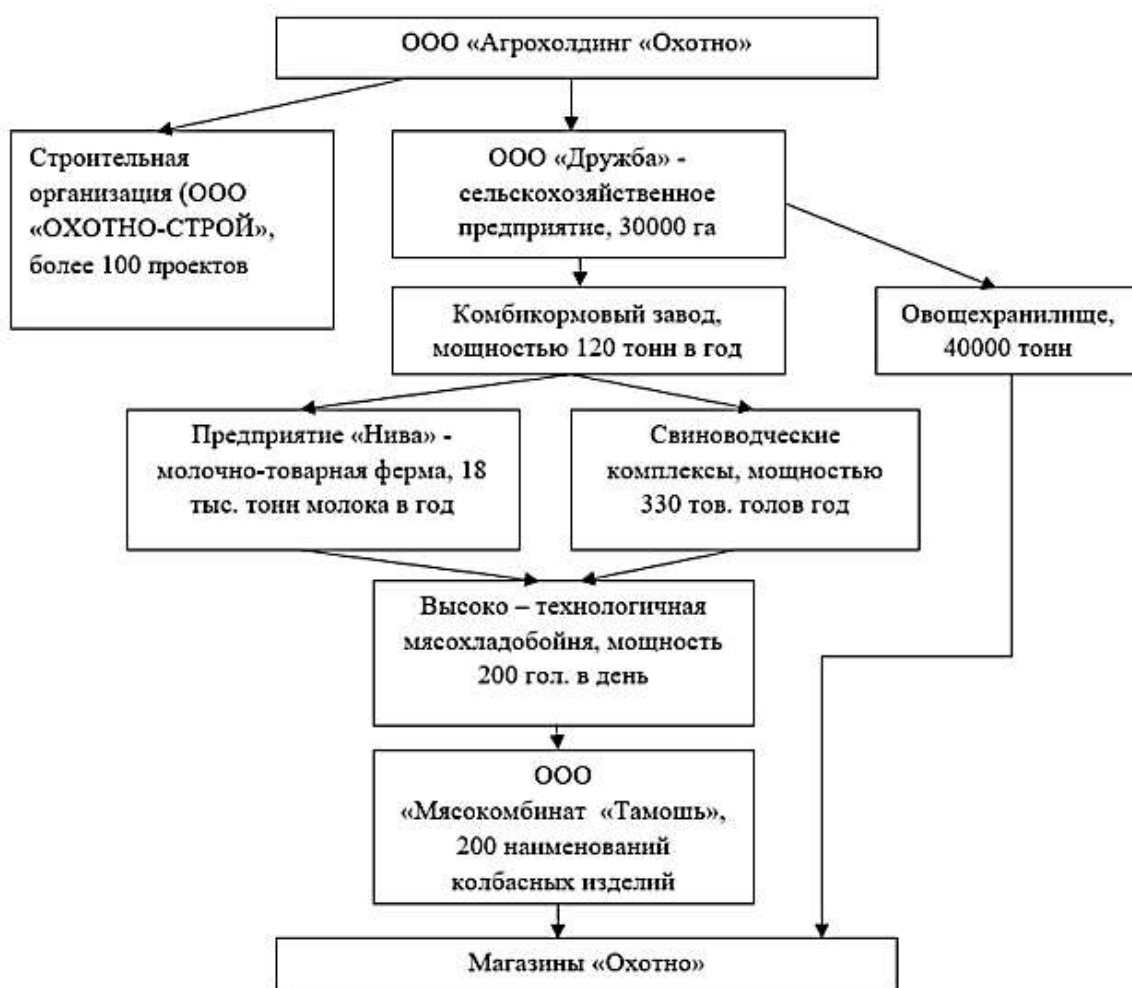 ООО «Агрохолдинг «Охотно»
Строительная
организация (ООО
«ОХОТНО-СТРОЙ»,
более 100 проектов
ООО «Дружба» -
сельскохозяйственное
предприятие, 30000 га
Комбикормовый завод,
мощностью 120 тонн в год
Овощехранилище,
40000 тонн
Предприятие «Нива» -
молочно-товарная ферма, 18
тыс. тонн молока в год
Свиноводческие
комплексы, мощностью
330 тов. голов год
Высоко – технологичная
мясохладобойня, мощность
200 гол. в день
ООО
«Мясокомбинат «Тамошь»,
200 наименований
колбасных изделий
Магазины «Охотно»